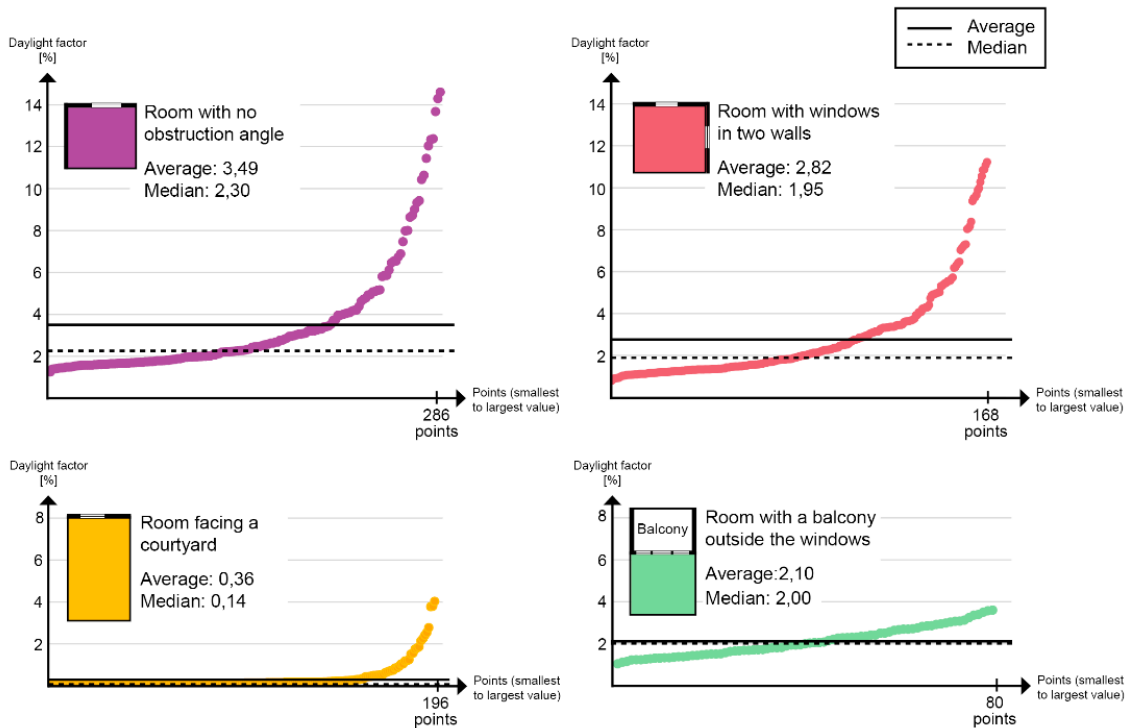 Average
Median
Daylight factor
[%]
14
12
10
8
6
4
2
Room with no
obstruction angle
Average: 3,49
Median: 2,30
Points (smallest
to largest value)
286
points
Daylight factor
[%]
14
12
10
8
6
4
2
Room with windows
in two walls
Average: 2,82
Median: 1,95
Points (smallest
to largest value)
168
points
Daylight factor
[%]
8
6
4
2
Room facing a
courtyard
Average: 0,36
Median: 0,14
Points (smallest
to largest value)
196
points
Daylight factor
[%]
8
6
4
2
Balcony
Room with a balcony
outside the windows
Average:2,10
Median: 2,00
Points (smallest
to largest value)
80
points